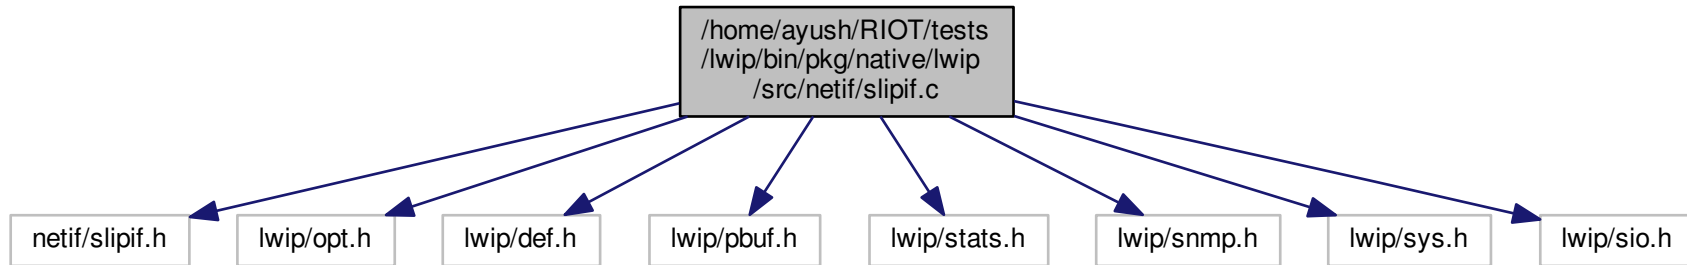 /home/ayush/RIOT/tests
/lwip/bin/pkg/native/lwip
/src/netif/slipif.c
netif/slipif.h
lwip/opt.h
lwip/def.h
lwip/pbuf.h
lwip/stats.h
lwip/snmp.h
lwip/sys.h
lwip/sio.h